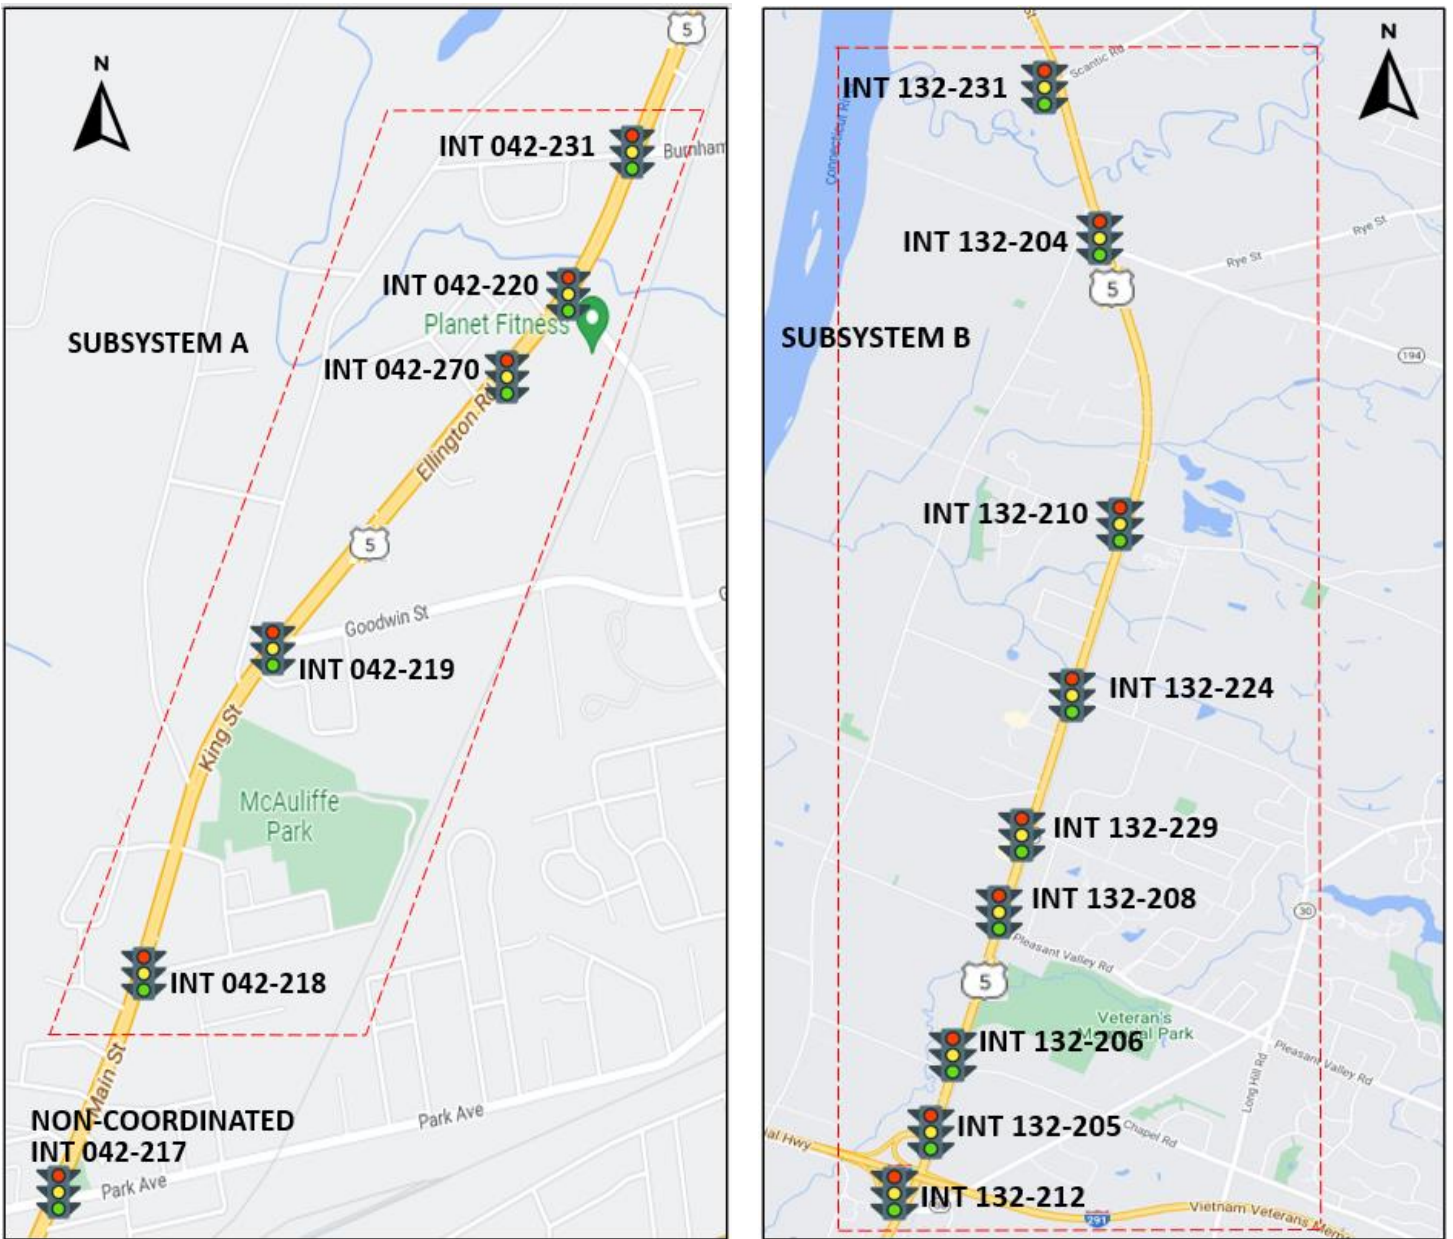 5
N
INT 042-231
Burnham
INT 042-220
Planet Fitness
SUBSYSTEM A
INT 042-270
Ellington Rd
5
Goodwin St
INT 042-219
King St
McAuliffe
Park
INT 042-218
Main St
NON-COORDINATED
INT 042-217
Park Ave
Park Ave
St
N
INT 132-231
Scantic Rd
Connecticut Ri
INT 132-204
Rye St
Rye St
5
SUBSYSTEM B
194
INT 132-210
INT 132-224
INT 132-229
INT 132-208
30
Pleasant Valley Rd
5
Veteran's
Memorial Park
INT 132-206
Pleasant Valley Rd
Long Hill Rd
INT 132-205
Chapel Rd
ial Hwy
INT 132-212
291
Vietnam Veterans Mem